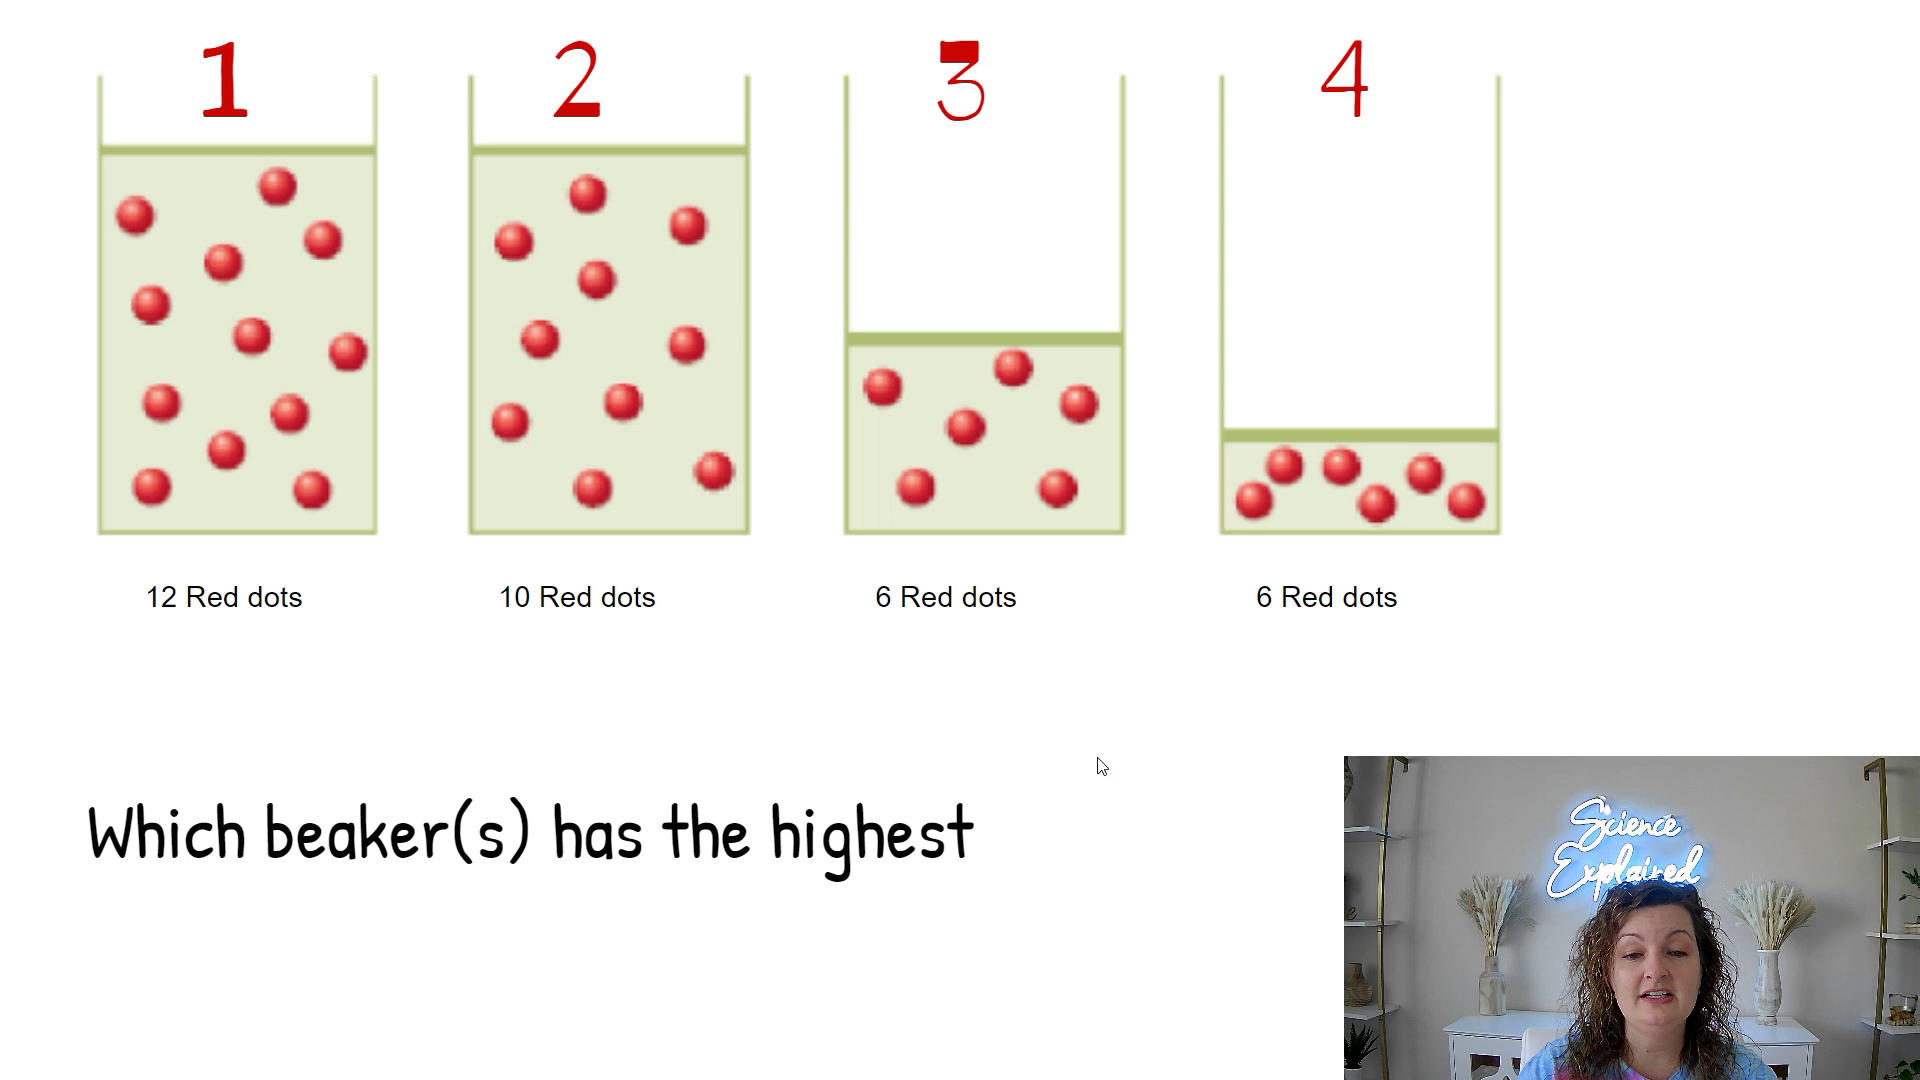 1 2 3 4
12 Red dots 10 Red dots 6 Red dots 6 Red dots
Which beaker(s) has the highest
Science
Explained